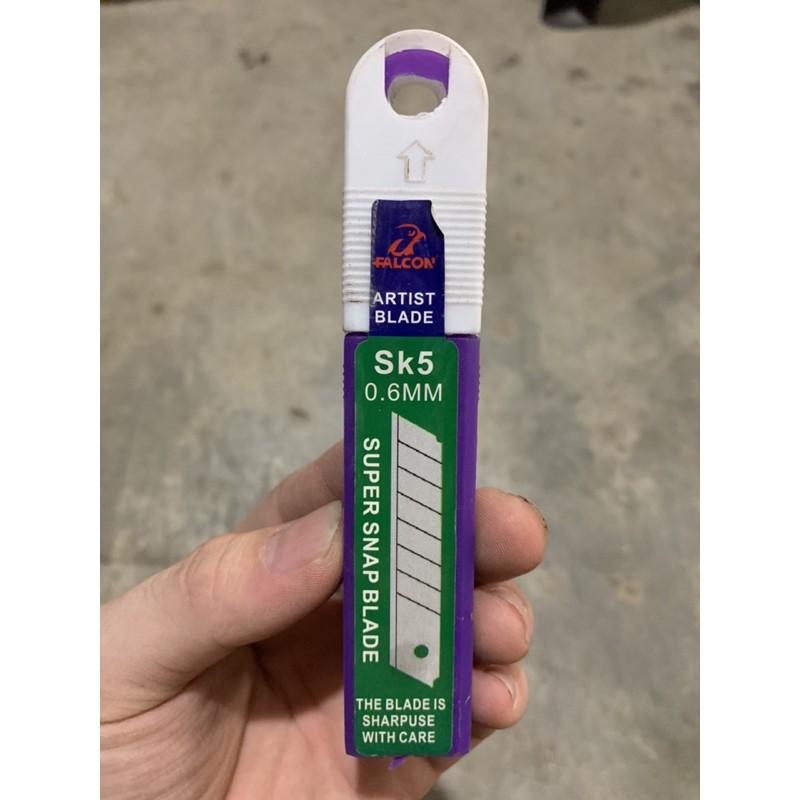 FALCON
ARTIST
BLADE
Sk5
0.6MM
SUPER SNAP BLADE
THE BLADE IS
SHARPUSE
WITH CARE